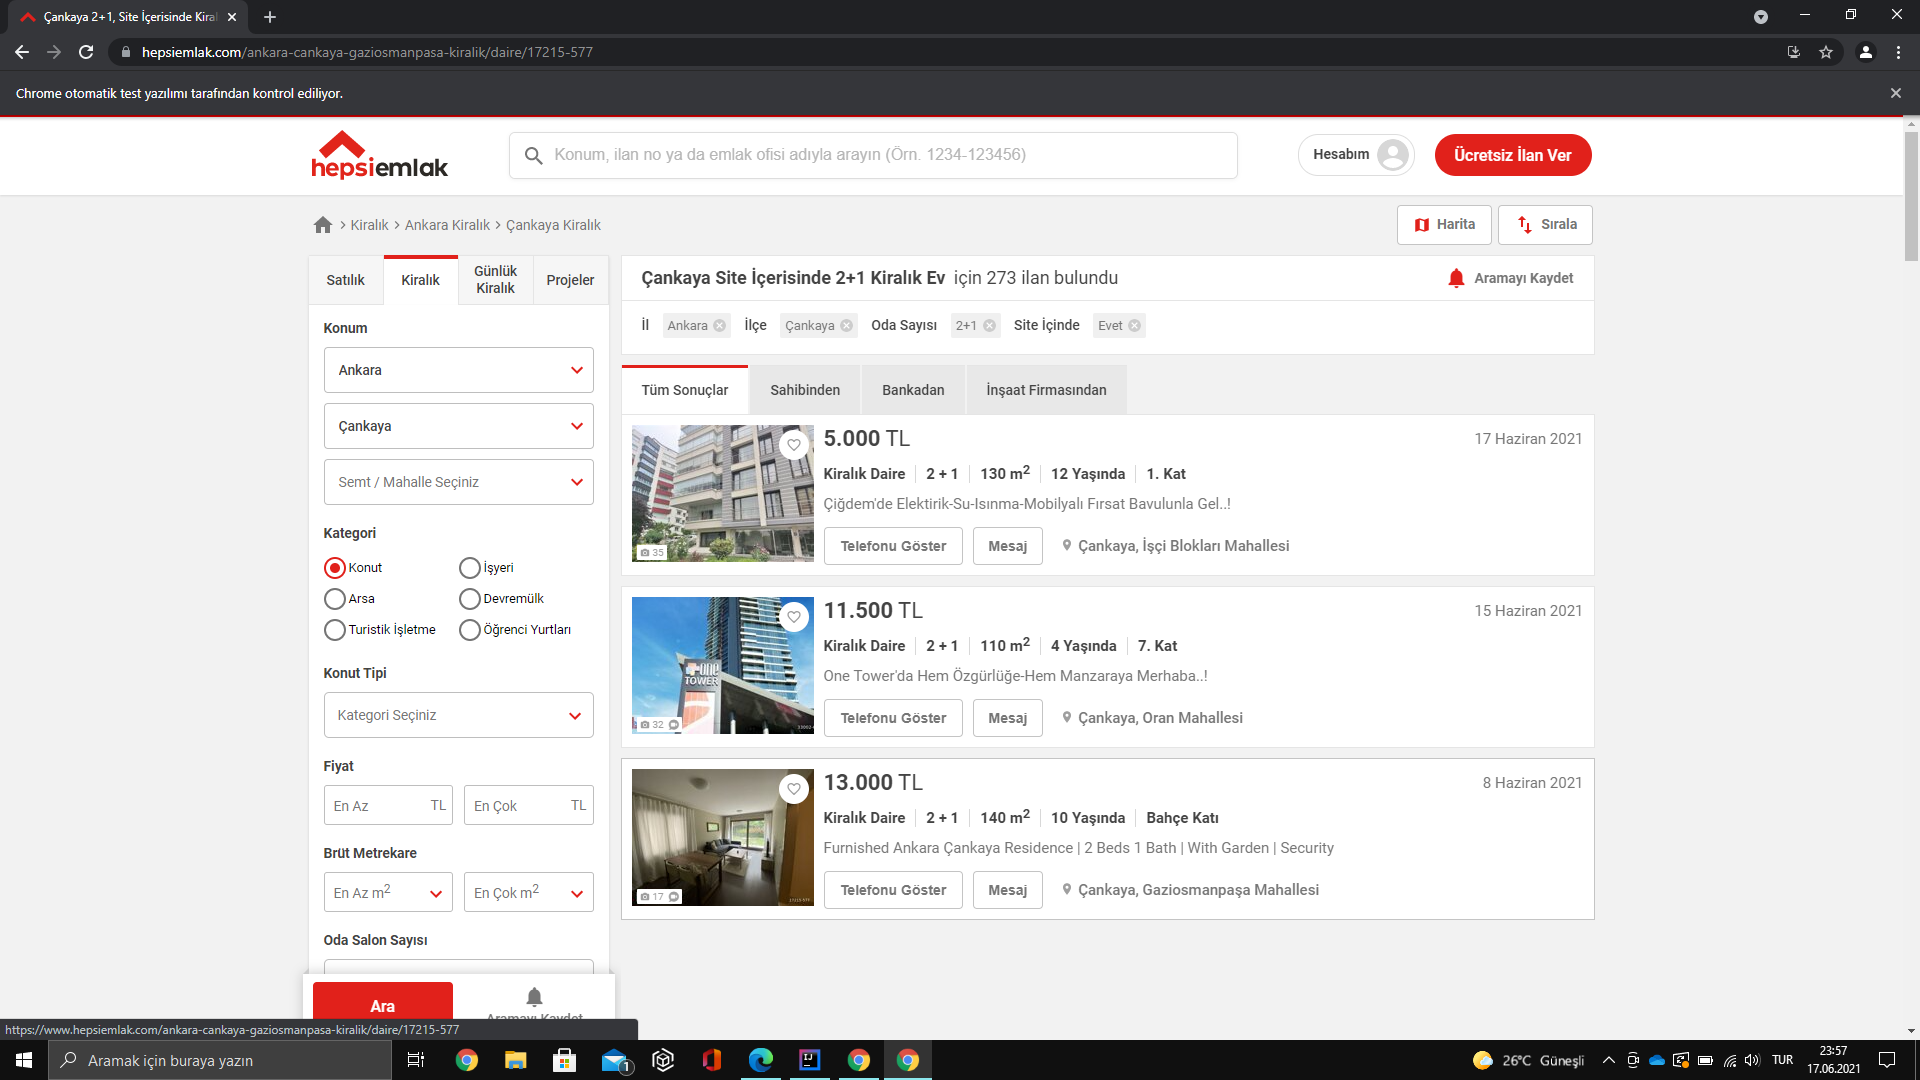 Çankaya 2+1, Site İçerisinde Kiral
hepsiemlak.com/ankara-cankaya-gaziosmanpasa-kiralik/daire/17215-577
Chrome otomatik test yazılımı tarafından kontrol ediliyor.
hepsiemlak
Konum, ilan no ya da emlak ofisi adıyla arayın (Örn. 1234-123456)
Hesabım
Ücretsiz İlan Ver
Kiralık > Ankara Kiralık > Çankaya Kiralık
Harita
Sırala
Satılık
Kiralık
Günlük
Kiralık
Projeler
Konum
Ankara
Çankaya
Semt / Mahalle Seçiniz
Kategori
Konut
İşyeri
Arsa
Devremülk
Turistik İşletme
Öğrenci Yurtları
Konut Tipi
Kategori Seçiniz
Fiyat
En Az TL
En Çok TL
Brüt Metrekare
En Az m²
En Çok m²
Oda Salon Sayısı
Ara
Aramayı Kaydet
Çankaya Site İçerisinde 2+1 Kiralık Ev için 273 ilan bulundu
Aramayı Kaydet
İl Ankara İlçe Çankaya Oda Sayısı 2+1 Site İçinde Evet
Tüm Sonuçlar
Sahibinden
Bankadan
İnşaat Firmasından
35
5.000 TL
17 Haziran 2021
Kiralık Daire 2 + 1 130 m² 12 Yaşında 1. Kat
Çiğdem'de Elektirik-Su-Isınma-Mobilyalı Fırsat Bavulunla Gel..!
Telefonu Göster
Mesaj
Çankaya, İşçi Blokları Mahallesi
one
TOWER
32
11.500 TL
15 Haziran 2021
Kiralık Daire 2 + 1 110 m² 4 Yaşında 7. Kat
One Tower'da Hem Özgürlüğe-Hem Manzaraya Merhaba..!
Telefonu Göster
Mesaj
Çankaya, Oran Mahallesi
17
17215-577
13.000 TL
8 Haziran 2021
Kiralık Daire 2 + 1 140 m² 10 Yaşında Bahçe Katı
Furnished Ankara Çankaya Residence | 2 Beds 1 Bath | With Garden | Security
Telefonu Göster
Mesaj
Çankaya, Gaziosmanpaşa Mahallesi
https://www.hepsiemlak.com/ankara-cankaya-gaziosmanpasa-kiralik/daire/17215-577
Aramak için buraya yazın
1
26°C Güneşli
TUR
23:57
17.06.2021